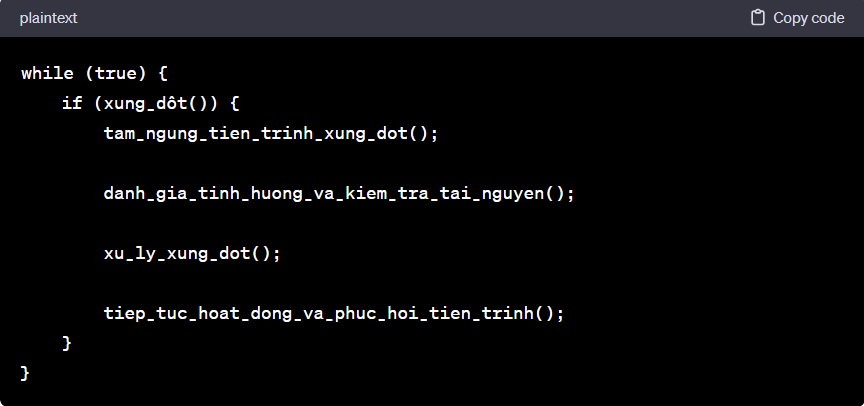 plaintext
Copy code
while (true) {
if (xung_dôt()) {
tam_ngung_tien_trinh_xung_dot();
danh_gia_tinh_huong_va_kiem_tra_tai_nguyen();
xu_ly_xung_dot();
tiep_tuc_hoat_dong_va_phuc_hoi_tien_trinh();
}
}